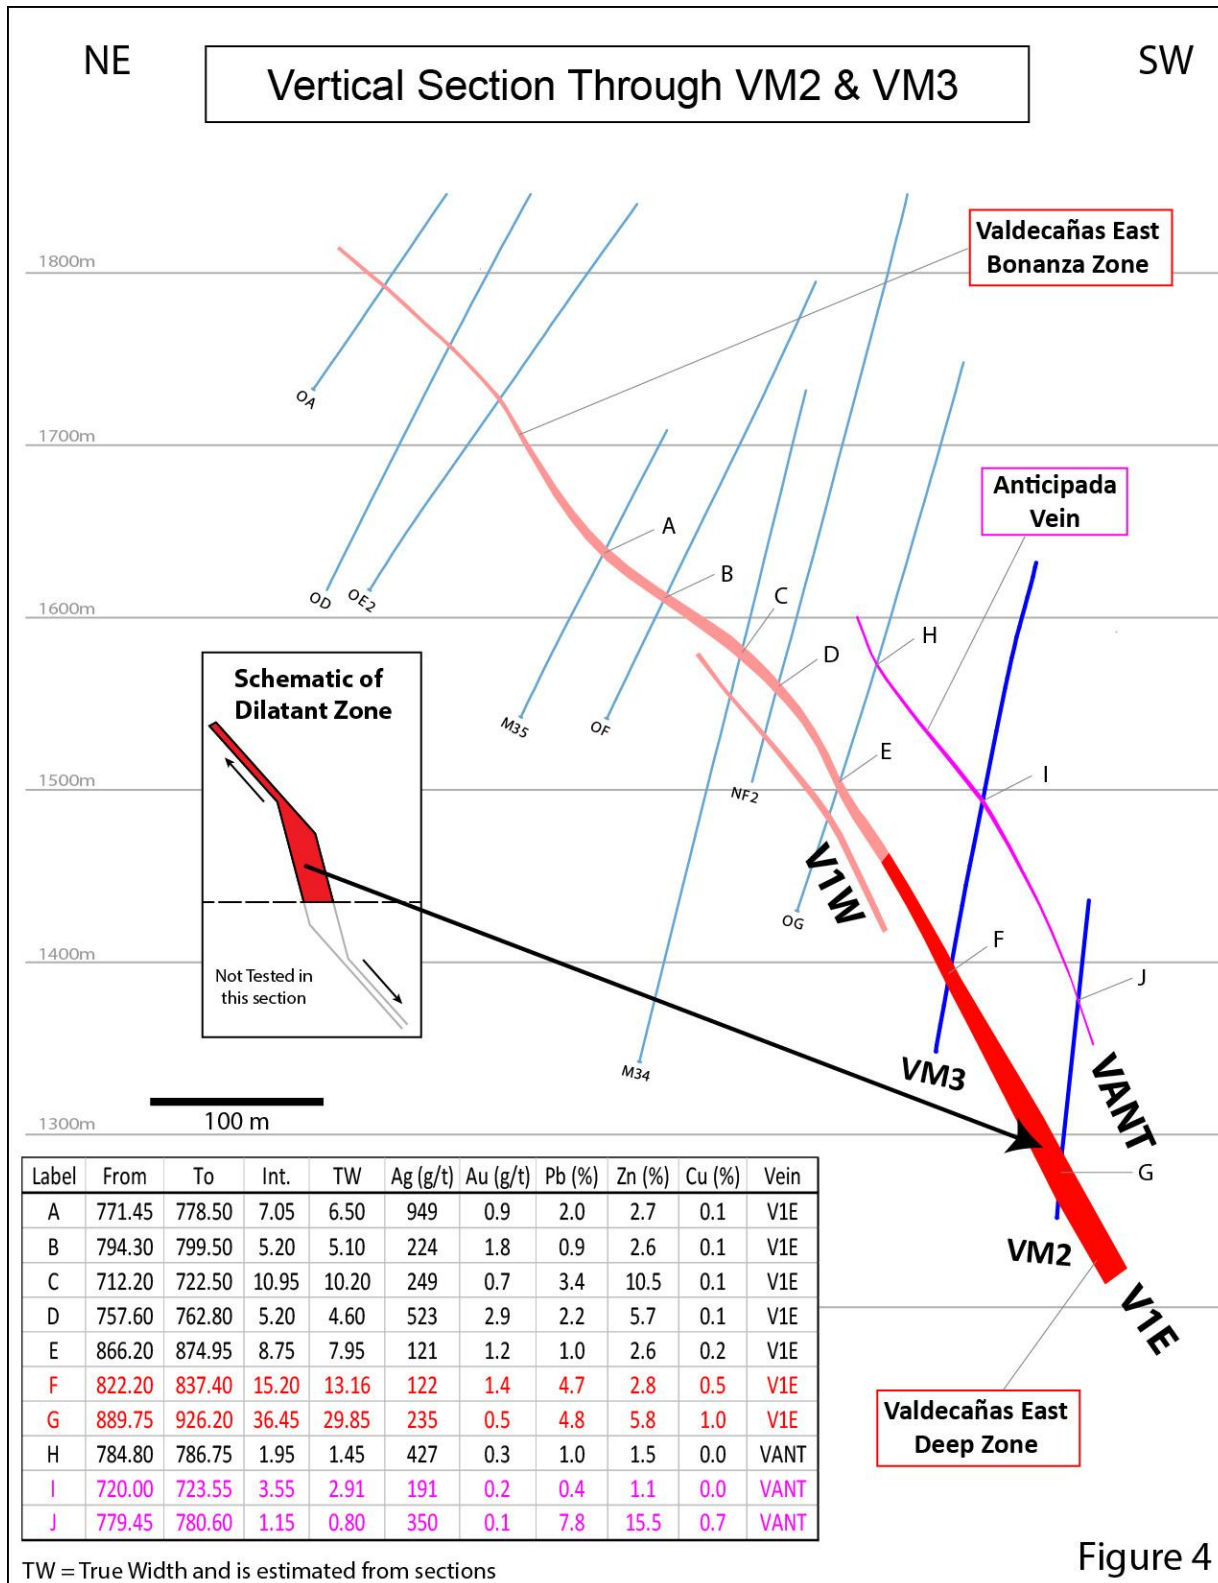 NE
SW
Vertical Section Through VM2 & VM3
Valdecañas East
Bonanza Zone
1800m
OA
1700m
Anticipada
Vein
A
B
OD
OE2
1600m
C
H
D
Schematic of
Dilatant Zone
M35
OF
E
I
1500m
NF2
V1W
OG
F
1400m
Not Tested in
this section
J
M34
VM3
VANT
100 m
1300m
G
VM2
V1E
Label From To Int. TW Ag (g/t) Au (g/t) Pb (%) Zn (%) Cu (%) Vein
A 771.45 778.50 7.05 6.50 949 0.9 2.0 2.7 0.1 V1E
B 794.30 799.50 5.20 5.10 224 1.8 0.9 2.6 0.1 V1E
C 712.20 722.50 10.95 10.20 249 0.7 3.4 10.5 0.1 V1E
D 757.60 762.80 5.20 4.60 523 2.9 2.2 5.7 0.1 V1E
E 866.20 874.95 8.75 7.95 121 1.2 1.0 2.6 0.2 V1E
F 822.20 837.40 15.20 13.16 122 1.4 4.7 2.8 0.5 V1E
G 889.75 926.20 36.45 29.85 235 0.5 4.8 5.8 1.0 V1E
H 784.80 786.75 1.95 1.45 427 0.3 1.0 1.5 0.0 VANT
I 720.00 723.55 3.55 2.91 191 0.2 0.4 1.1 0.0 VANT
J 779.45 780.60 1.15 0.80 350 0.1 7.8 15.5 0.7 VANT
Valdecañas East
Deep Zone
TW = True Width and is estimated from sections
Figure 4